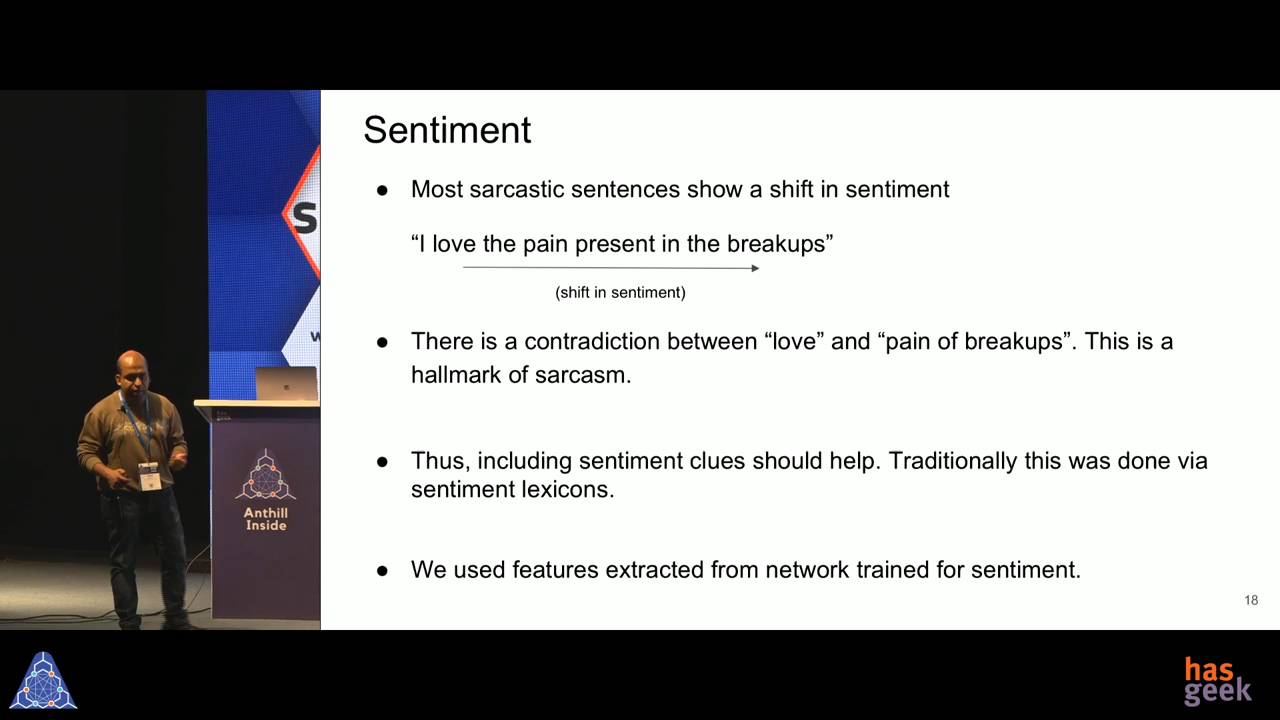 Sentiment
● Most sarcastic sentences show a shift in sentiment
“I love the pain present in the breakups”
(shift in sentiment)
● There is a contradiction between “love” and “pain of breakups”. This is a
hallmark of sarcasm.
● Thus, including sentiment clues should help. Traditionally this was done via
sentiment lexicons.
● We used features extracted from network trained for sentiment.
18
S
w
has
geek
Anthill
Inside
has
geek